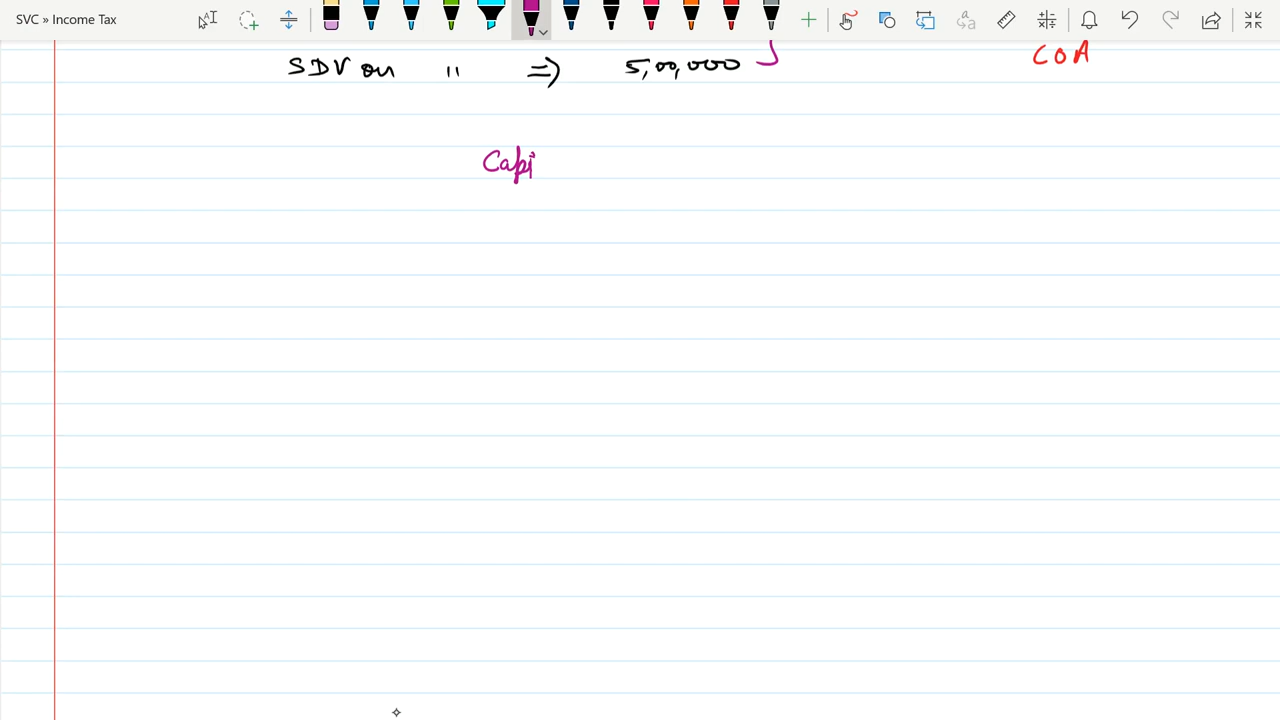 SVC » Income Tax
SDV on " => 5,00,000
COA
Capi